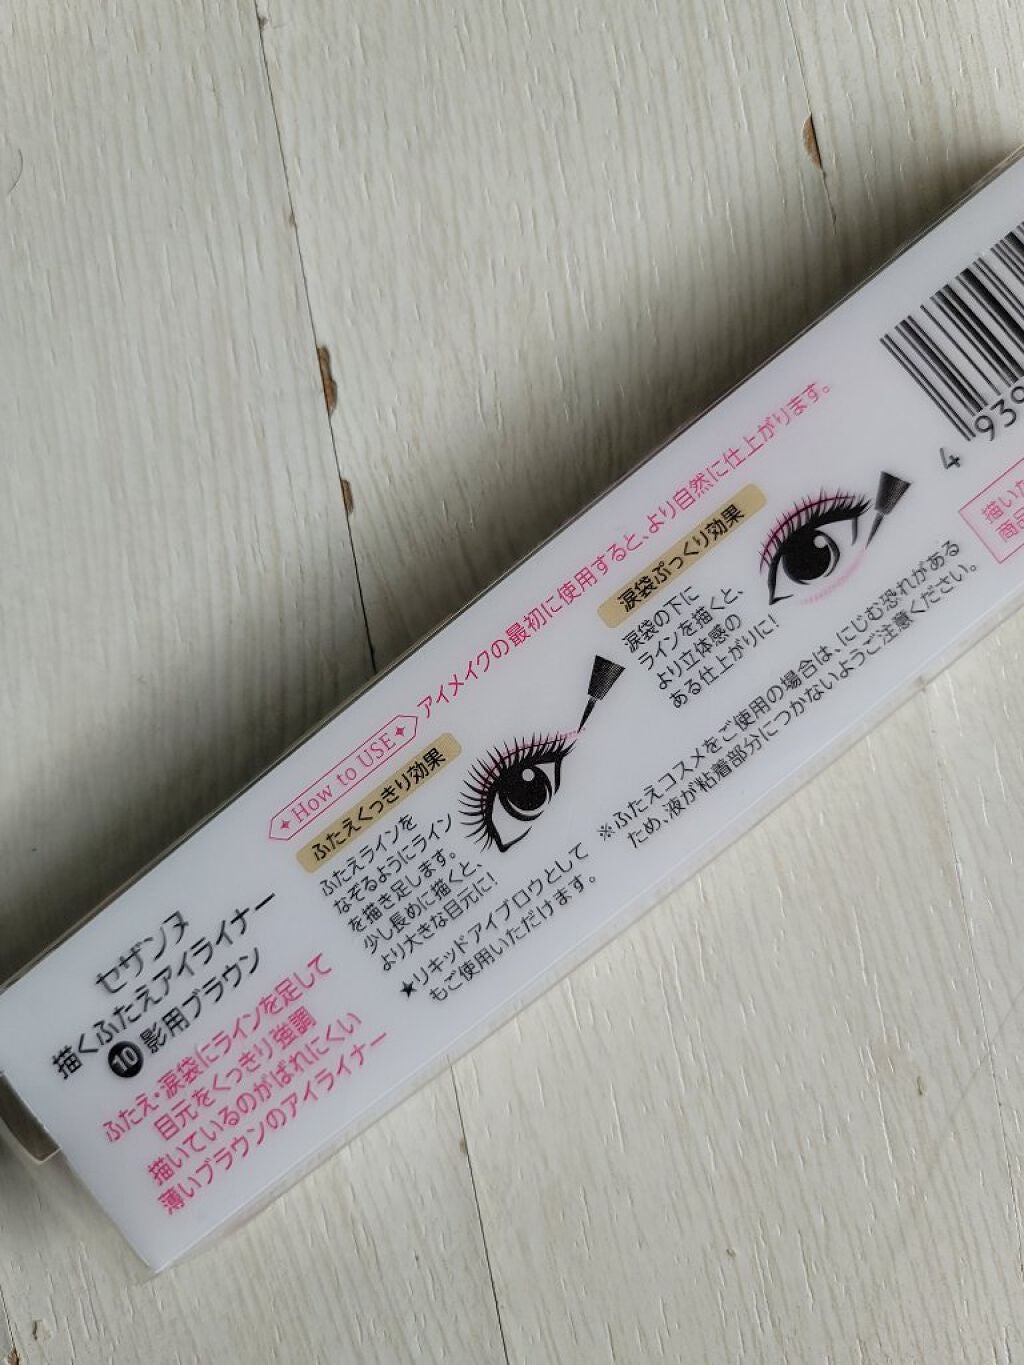 セザンヌ
描くふたえアイライナー
10 影用ブラウン
ふたえ・涙袋にラインを足して
目元をくっきり強調
描いているのがばれにくい
薄いブラウンのアイライナー
How to USE アイメイクの最初に使用すると、より自然に仕上がります。
ふたえくっきり効果
ふたえラインを
なぞるようにライン
を描き足します。
少し長めに描くと、
より大きな目元に!
★リキッドアイブロウとして
もご使用いただけます。
涙袋ぷっくり効果
涙袋の下に
ラインを描くと、
より立体感の
ある仕上がりに!
※ふたえコスメをご使用の場合は、にじむ恐れがある
ため、液が粘着部分につかないようご注意ください。
4 939
描いた
商品